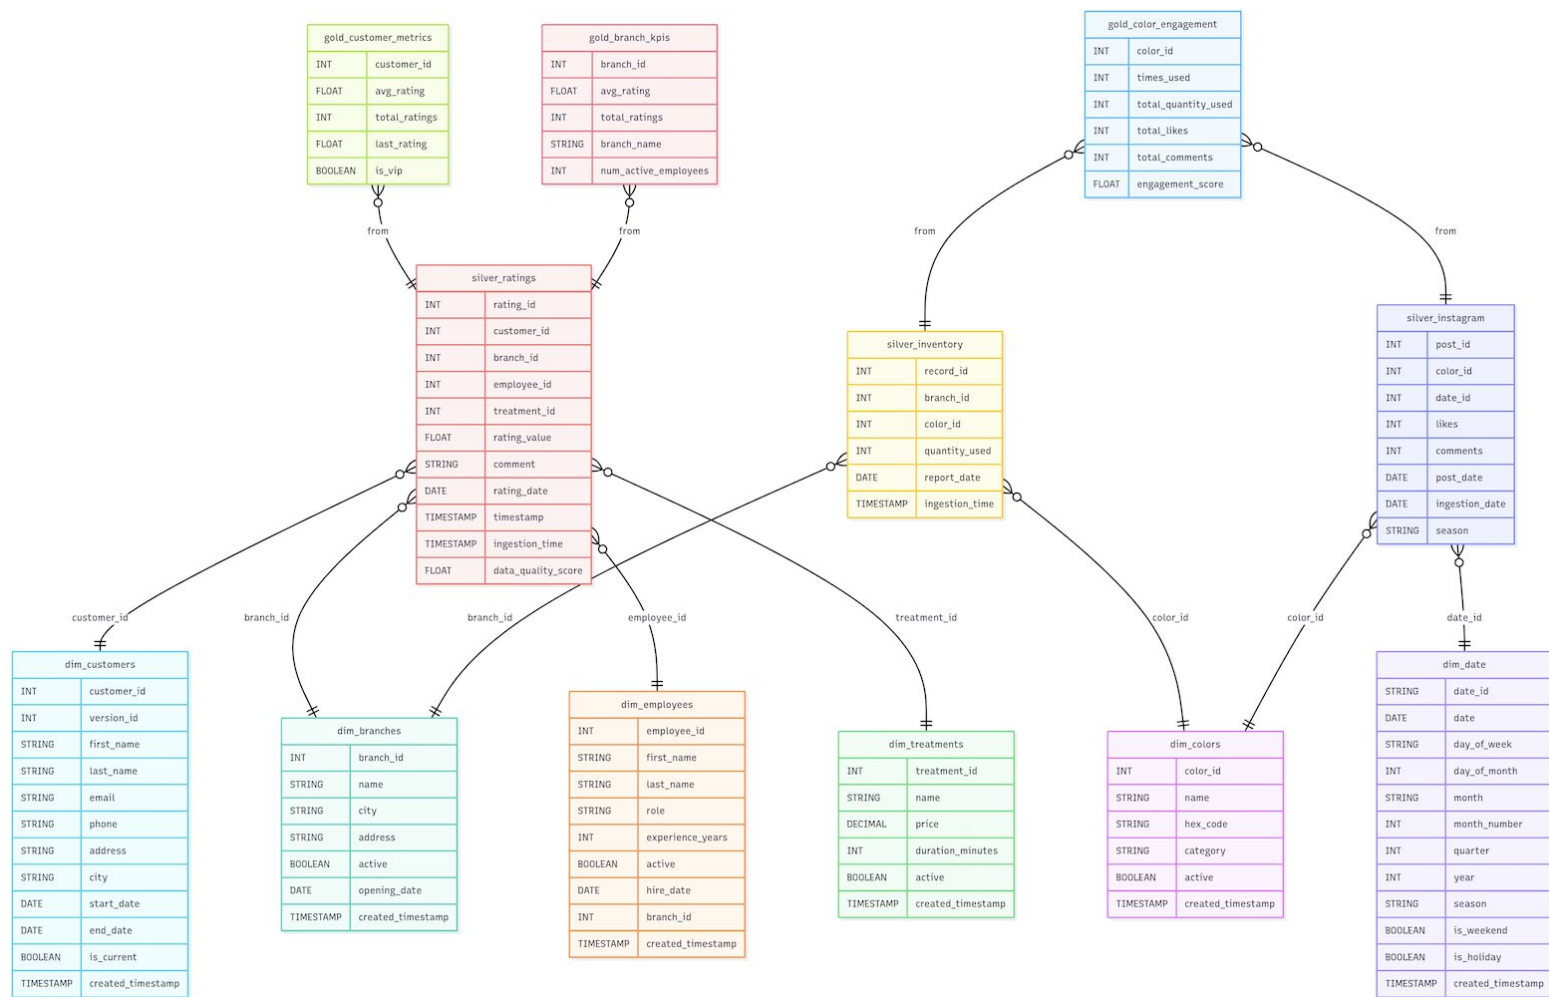 gold_customer_metrics
INT customer_id
FLOAT avg_rating
INT total_ratings
FLOAT last_rating
BOOLEAN is_vip
gold_branch_kpis
INT branch_id
FLOAT avg_rating
INT total_ratings
STRING branch_name
INT num_active_employees
gold_color_engagement
INT color_id
INT times_used
INT total_quantity_used
INT total_likes
INT total_comments
FLOAT engagement_score
from
from
from
from
silver_ratings
INT rating_id
INT customer_id
INT branch_id
INT employee_id
INT treatment_id
FLOAT rating_value
STRING comment
DATE rating_date
TIMESTAMP timestamp
TIMESTAMP ingestion_time
FLOAT data_quality_score
silver_inventory
INT record_id
INT branch_id
INT color_id
INT quantity_used
DATE report_date
TIMESTAMP ingestion_time
silver_instagram
INT post_id
INT color_id
INT date_id
INT likes
INT comments
DATE post_date
DATE ingestion_date
STRING season
customer_id
branch_id
branch_id
employee_id
treatment_id
color_id
color_id
date_id
dim_customers
INT customer_id
INT version_id
STRING first_name
STRING last_name
STRING email
STRING phone
STRING address
STRING city
DATE start_date
DATE end_date
BOOLEAN is_current
TIMESTAMP created_timestamp
dim_branches
INT branch_id
STRING name
STRING city
STRING address
BOOLEAN active
DATE opening_date
TIMESTAMP created_timestamp
dim_employees
INT employee_id
STRING first_name
STRING last_name
STRING role
INT experience_years
BOOLEAN active
DATE hire_date
INT branch_id
TIMESTAMP created_timestamp
dim_treatments
INT treatment_id
STRING name
DECIMAL price
INT duration_minutes
BOOLEAN active
TIMESTAMP created_timestamp
dim_colors
INT color_id
STRING name
STRING hex_code
STRING category
BOOLEAN active
TIMESTAMP created_timestamp
dim_date
STRING date_id
DATE date
STRING day_of_week
INT day_of_month
STRING month
INT month_number
INT quarter
INT year
STRING season
BOOLEAN is_weekend
BOOLEAN is_holiday
TIMESTAMP created_timestamp